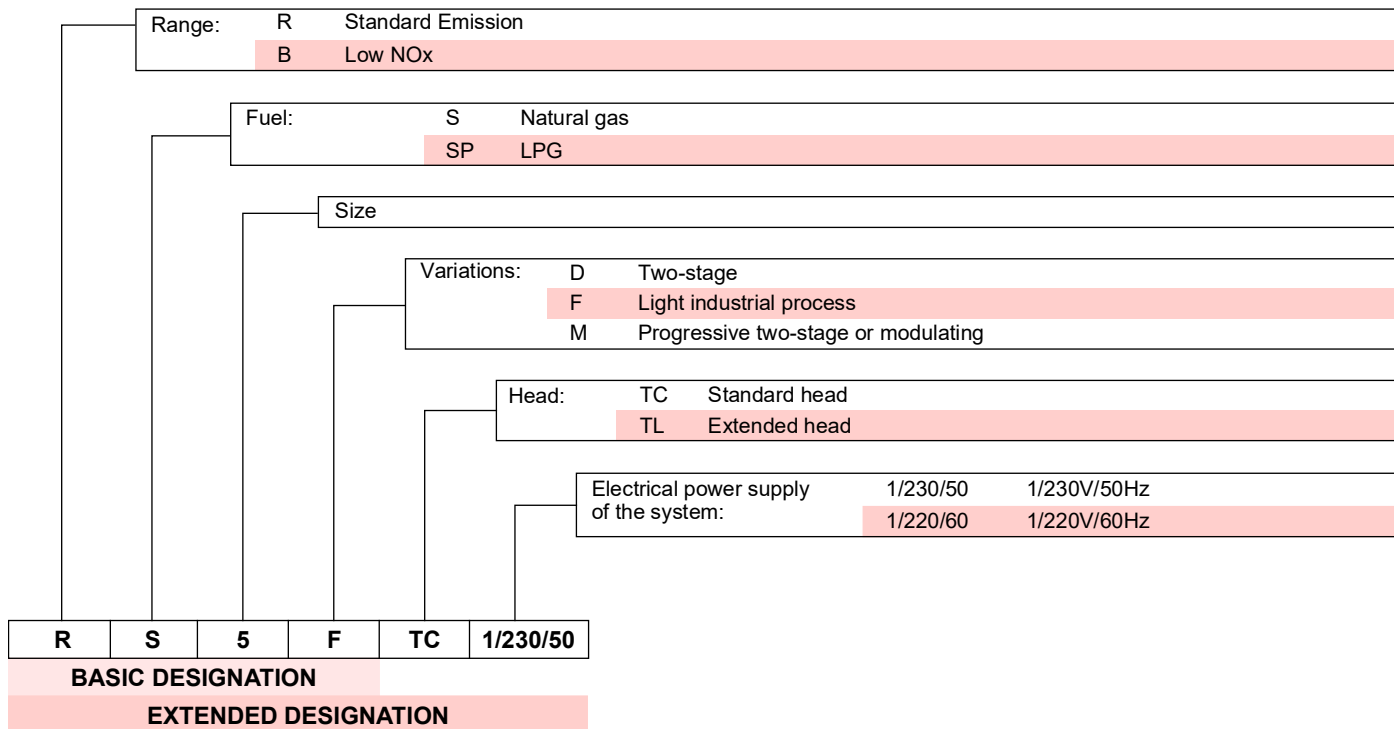 Range: R Standard Emission
B Low NOx
Fuel: S Natural gas
SP LPG
Size
Variations: D Two-stage
F Light industrial process
M Progressive two-stage or modulating
Head: TC Standard head
TL Extended head
Electrical power supply 1/230/50 1/230V/50Hz
of the system: 1/220/60 1/220V/60Hz
R S 5 F TC 1/230/50
BASIC DESIGNATION
EXTENDED DESIGNATION